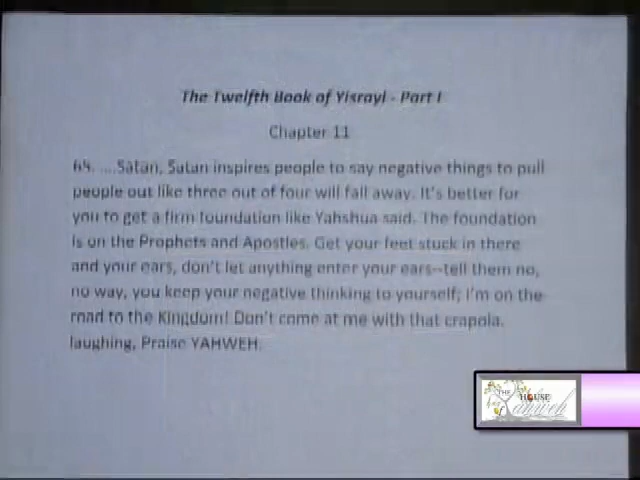 The Twelfth Book of Yisrayl - Part I
Chapter 11
68. ....Satan, Satan inspires people to say negative things to pull
people out like three out of four will fall away. It's better for
you to get a firm foundation like Yahshua said. The foundation
is on the Prophets and Apostles. Get your feet stuck in there
and your ears, don't let anything enter your ears--tell them no,
no way, you keep your negative thinking to yourself; I'm on the
road to the Kingdom! Don't come at me with that crapola.
laughing, Praise YAHWEH.
THE HOUSE
Yahweh